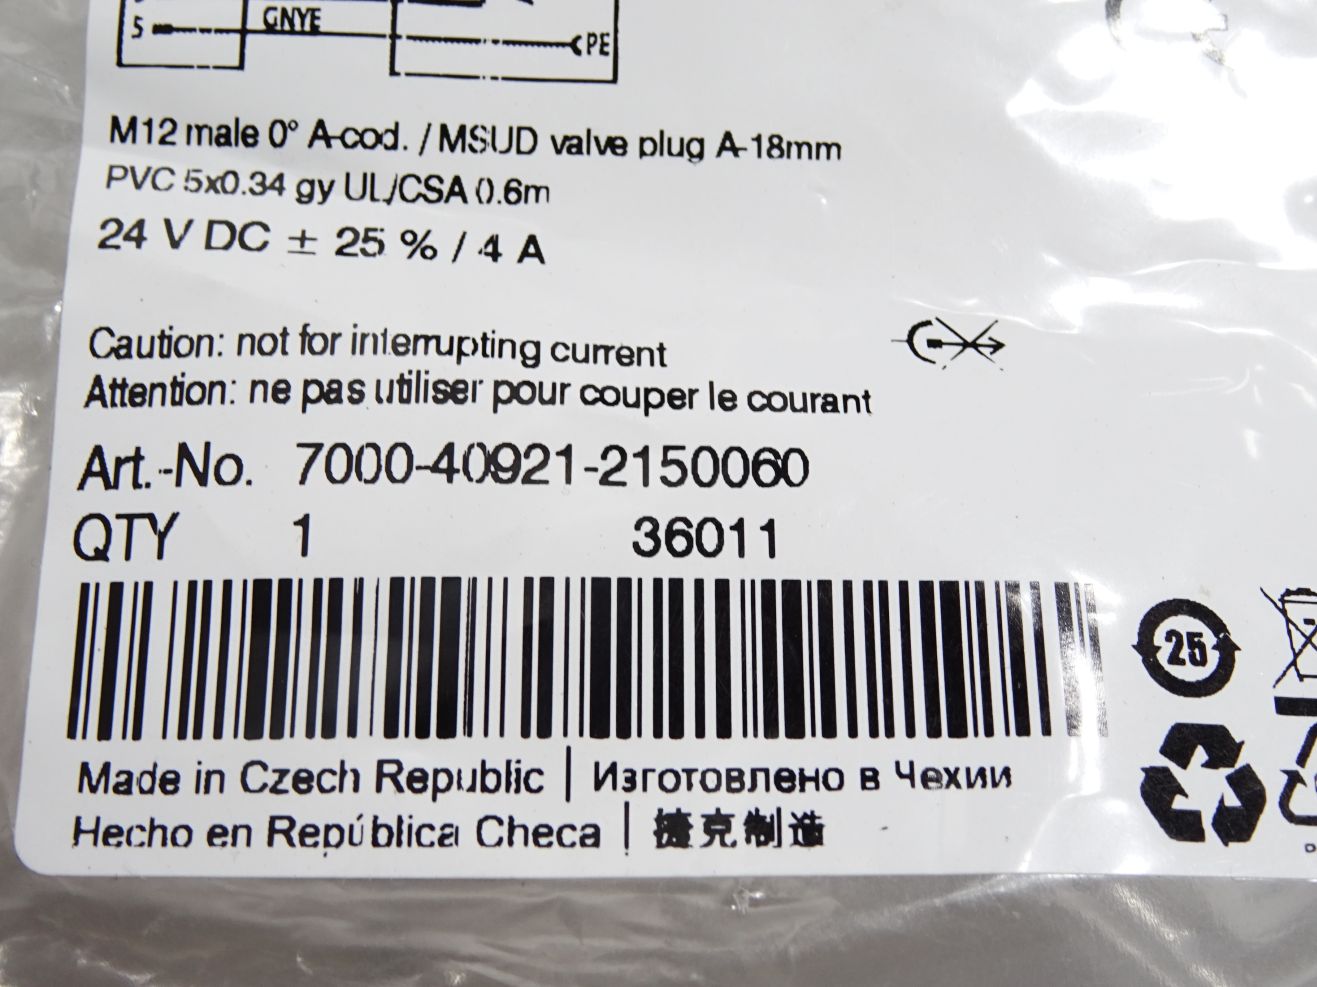 5 GNYE PE
M12 male 0° A-cod. / MSUD valve plug A-18mm
PVC 5x0.34 gy UL/CSA 0.6m
24 V DC ± 25 % / 4 A
Caution: not for interrupting current
Attention: ne pas utiliser pour couper le courant
Art.-No. 7000-40921-2150060
QTY 1 36011
25
Made in Czech Republic | Изготовлено в Чехии
Hecho en República Checa | 捷克制造